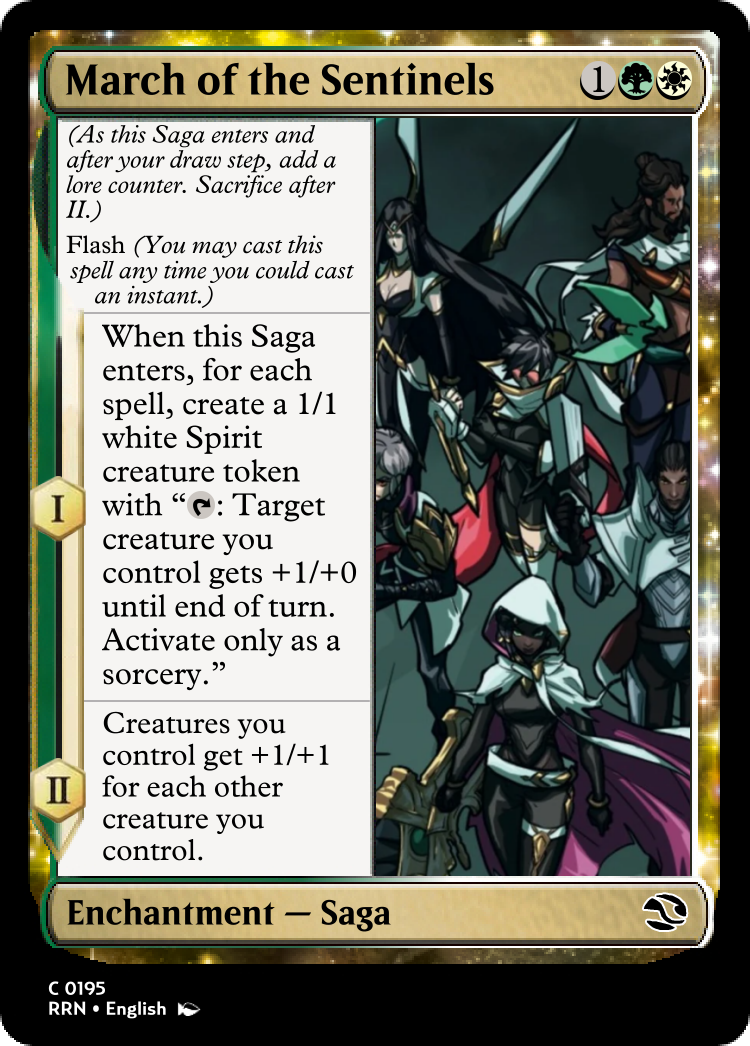 March of the Sentinels 1
(As this Saga enters and
after your draw step, add a
lore counter. Sacrifice after
II.)
Flash (You may cast this
spell any time you could cast
an instant.)
I
When this Saga
enters, for each
spell, create a 1/1
white Spirit
creature token
with “: Target
creature you
control gets +1/+0
until end of turn.
Activate only as a
sorcery.”
II
Creatures you
control get +1/+1
for each other
creature you
control.
Enchantment — Saga
C 0195
RRN • English